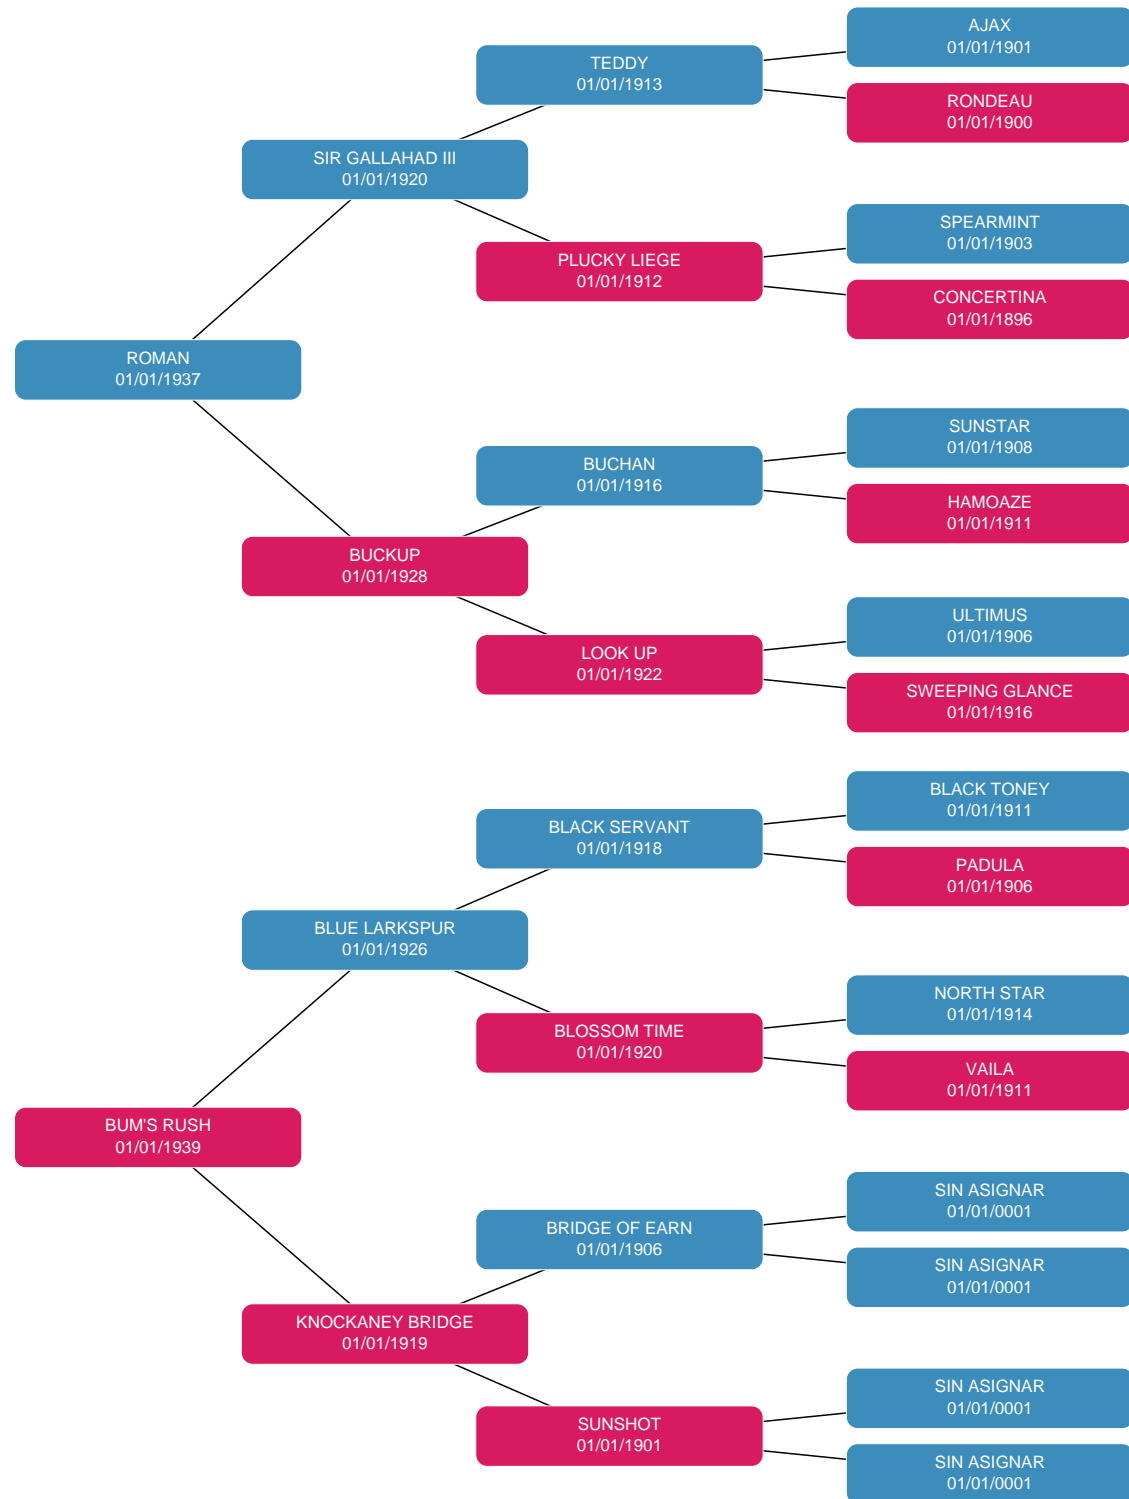 AJAX
01/01/1901
TEDDY
01/01/1913
RONDEAU
01/01/1900
SIR GALLAHAD III
01/01/1920
SPEARMINT
01/01/1903
PLUCKY LIEGE
01/01/1912
CONCERTINA
01/01/1896
ROMAN
01/01/1937
SUNSTAR
01/01/1908
BUCHAN
01/01/1916
HAMOAZE
01/01/1911
BUCKUP
01/01/1928
ULTIMUS
01/01/1906
LOOK UP
01/01/1922
SWEEPING GLANCE
01/01/1916
BLACK TONEY
01/01/1911
BLACK SERVANT
01/01/1918
PADULA
01/01/1906
BLUE LARKSPUR
01/01/1926
NORTH STAR
01/01/1914
BLOSSOM TIME
01/01/1920
VAILA
01/01/1911
BUM'S RUSH
01/01/1939
SIN ASIGNAR
01/01/0001
BRIDGE OF EARN
01/01/1906
SIN ASIGNAR
01/01/0001
KNOCKANEY BRIDGE
01/01/1919
SIN ASIGNAR
01/01/0001
SUNSHOT
01/01/1901
SIN ASIGNAR
01/01/0001